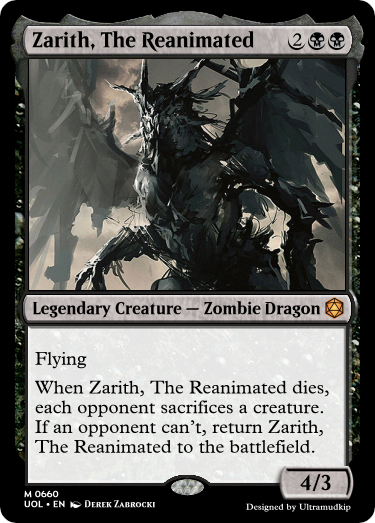 Zarith, The Reanimated 2
Legendary Creature — Zombie Dragon
Flying
When Zarith, The Reanimated dies,
each opponent sacrifices a creature.
If an opponent can't, return Zarith,
The Reanimated to the battlefield.
4/3
M 0660
UOL • EN DEREK ZABROCKI
Designed by Ultramudkip